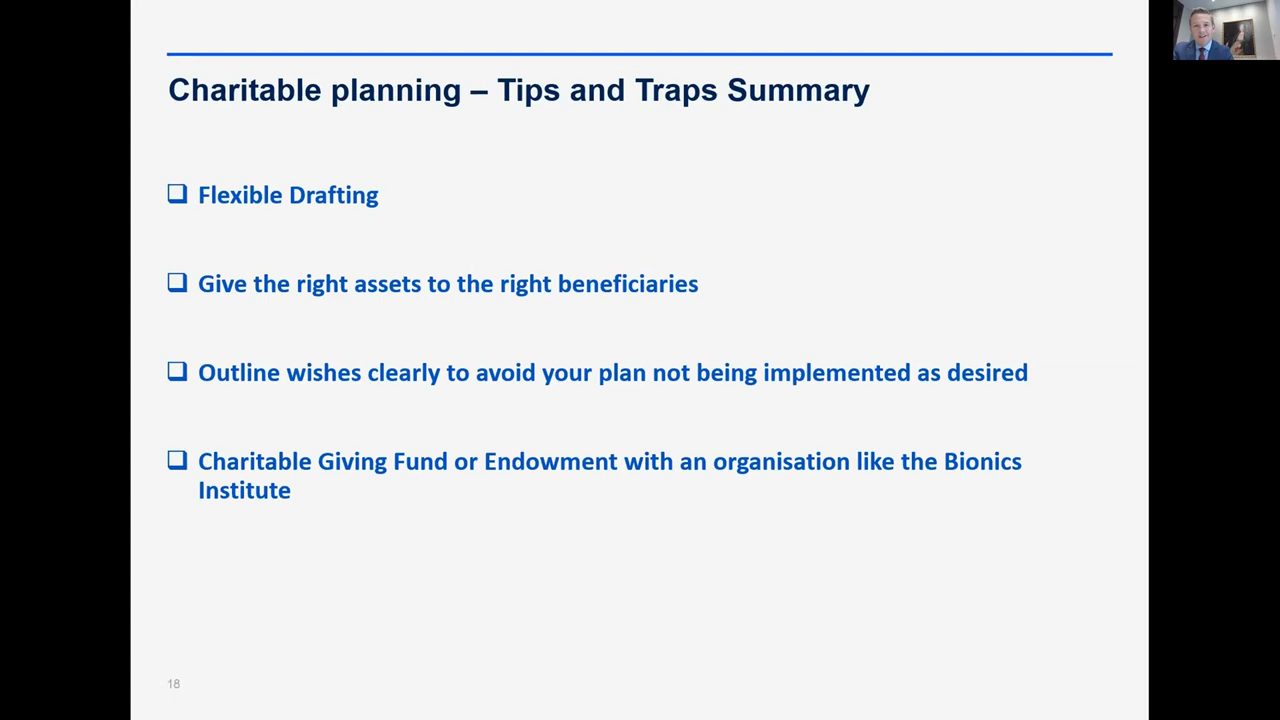 Charitable planning – Tips and Traps Summary
❑ Flexible Drafting
❑ Give the right assets to the right beneficiaries
❑ Outline wishes clearly to avoid your plan not being implemented as desired
❑ Charitable Giving Fund or Endowment with an organisation like the Bionics
Institute
18